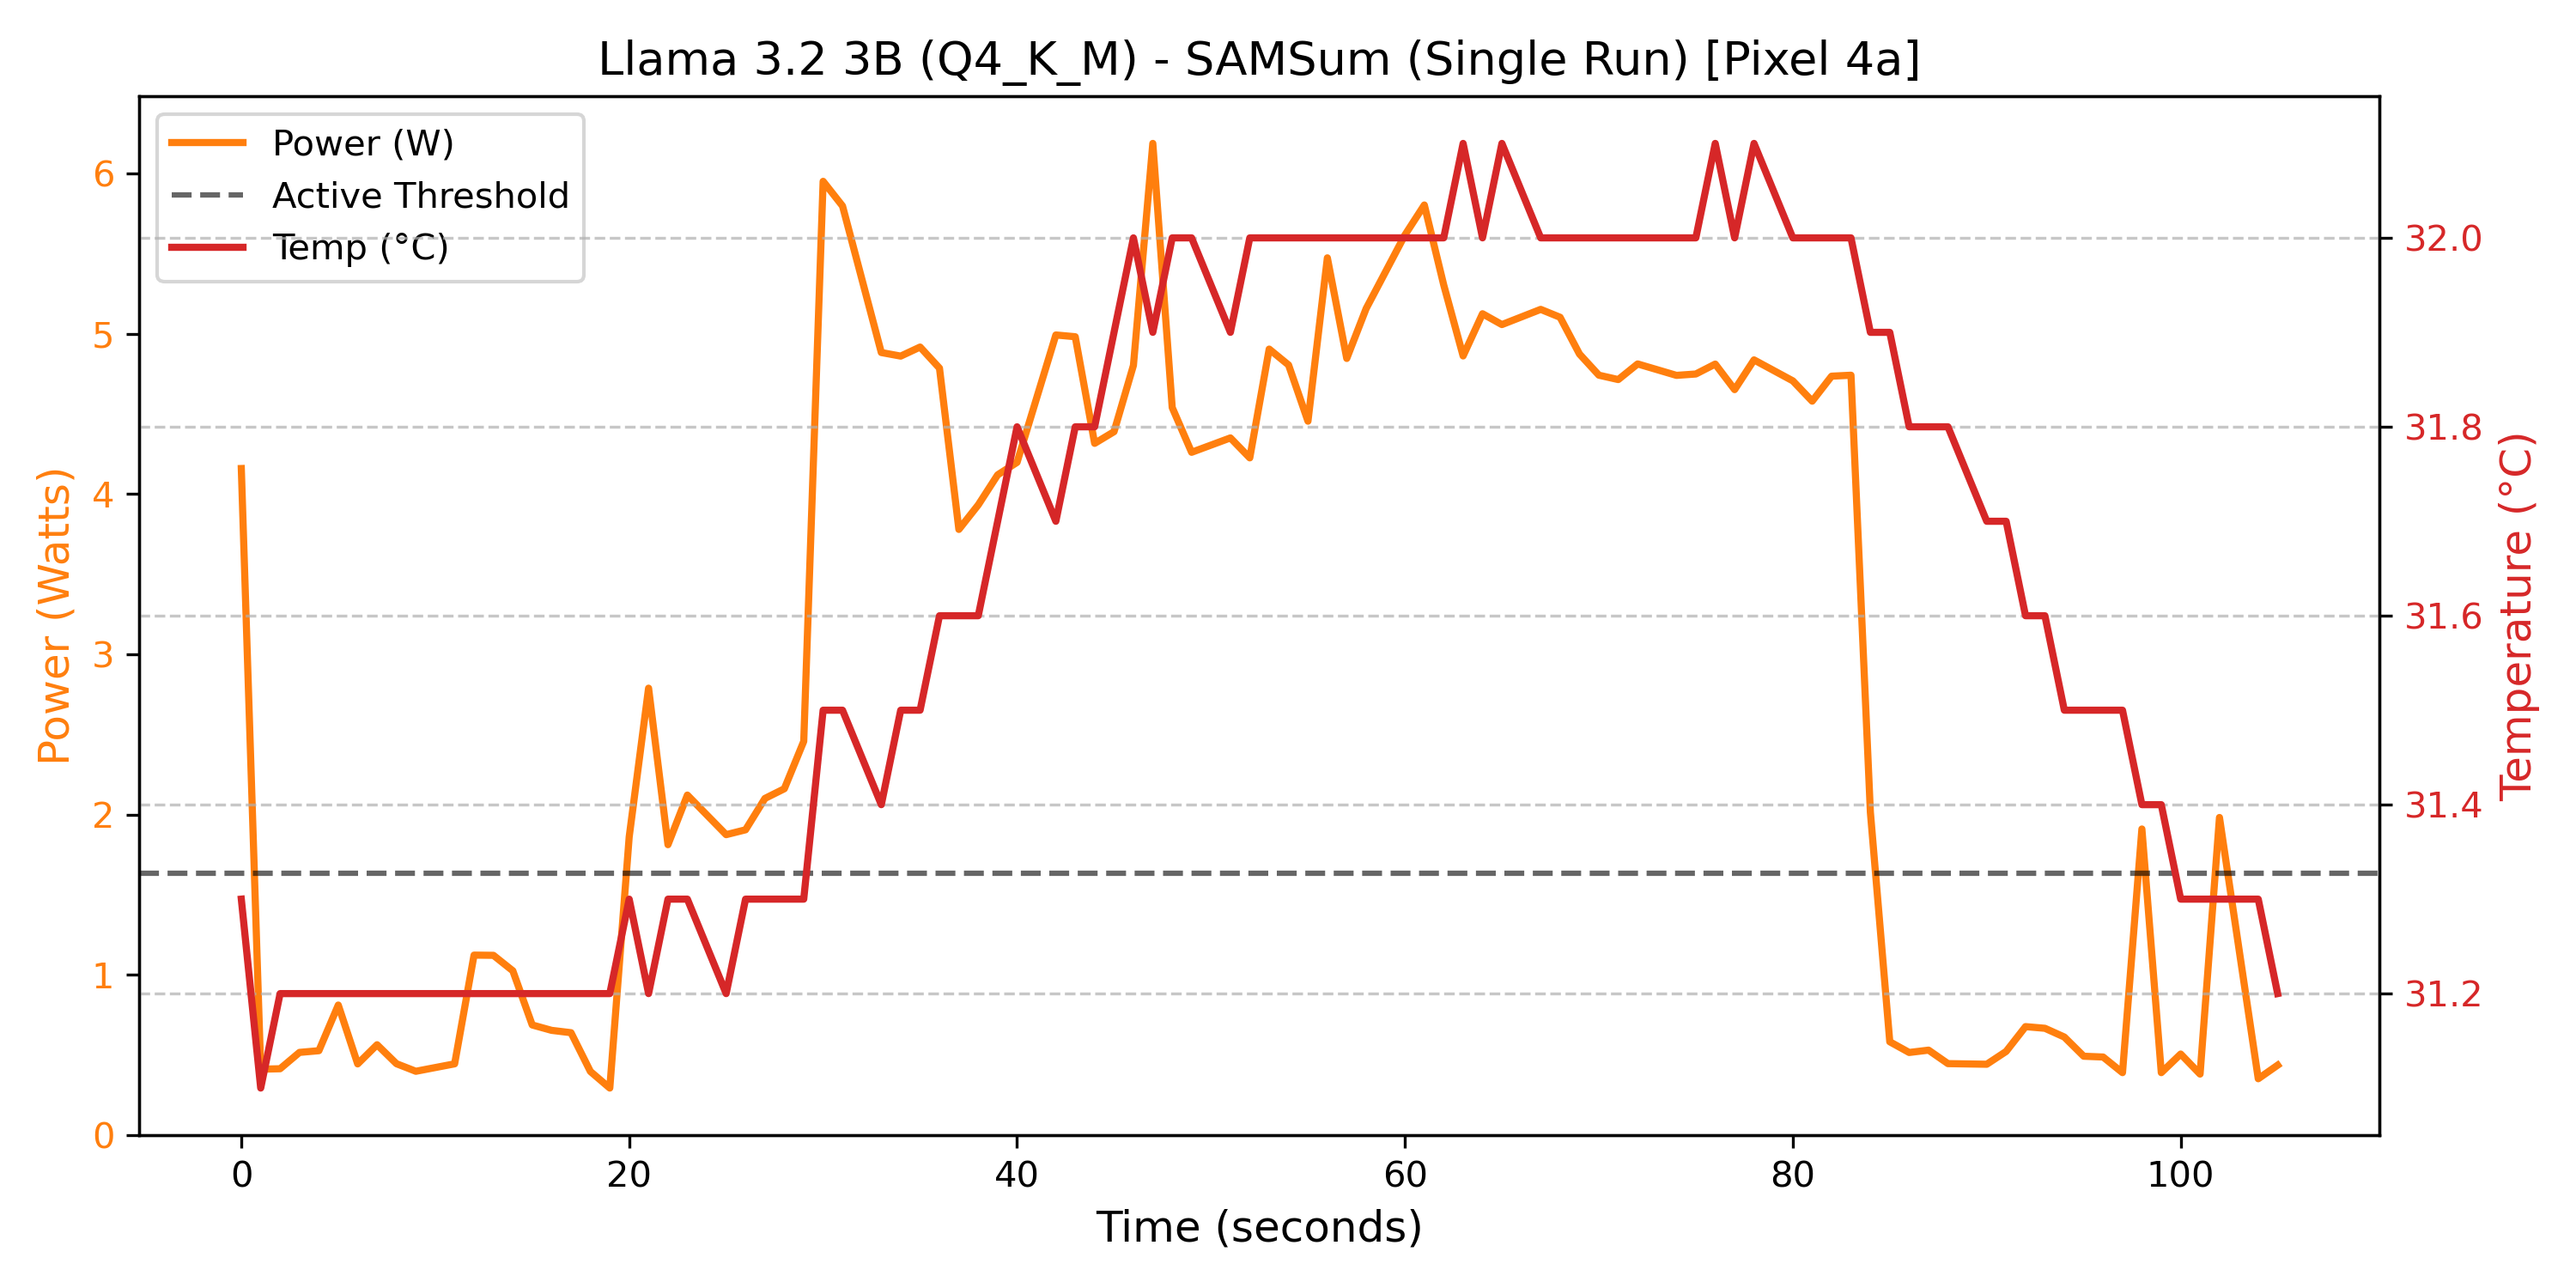 Llama 3.2 3B (Q4_K_M) - SAMSum (Single Run) [Pixel 4a]
Power (W)
Active Threshold
Temp (°C)
Power (Watts)
6
5
4
3
2
1
0
32.0
31.8
31.6
31.4
31.2
Temperature (°C)
0 20 40 60 80 100
Time (seconds)